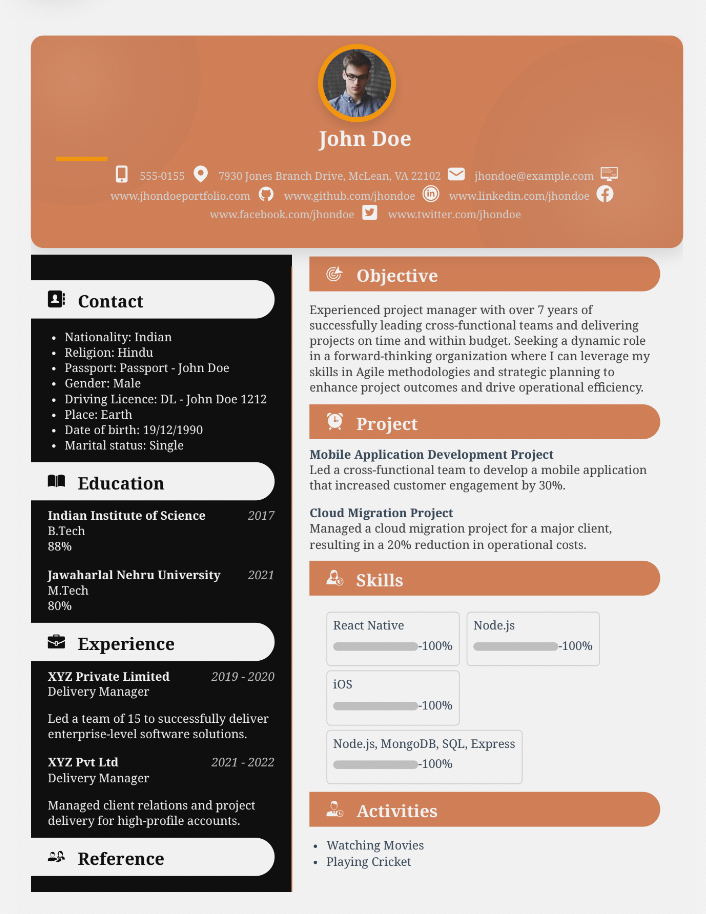 John Doe
555-0155 7930 Jones Branch Drive, McLean, VA 22102 jhondoe@example.com
www.jhondoeportfolio.com www.github.com/jhondoe www.linkedin.com/jhondoe
www.facebook.com/jhondoe www.twitter.com/jhondoe
Contact
• Nationality: Indian
• Religion: Hindu
• Passport: Passport - John Doe
• Gender: Male
• Driving Licence: DL - John Doe 1212
• Place: Earth
• Date of birth: 19/12/1990
• Marital status: Single
Education
Indian Institute of Science 2017
B.Tech
88%
Jawaharlal Nehru University 2021
M.Tech
80%
Experience
XYZ Private Limited 2019 - 2020
Delivery Manager
Led a team of 15 to successfully deliver
enterprise-level software solutions.
XYZ Pvt Ltd 2021 - 2022
Delivery Manager
Managed client relations and project
delivery for high-profile accounts.
Reference
Objective
Experienced project manager with over 7 years of
successfully leading cross-functional teams and delivering
projects on time and within budget. Seeking a dynamic role
in a forward-thinking organization where I can leverage my
skills in Agile methodologies and strategic planning to
enhance project outcomes and drive operational efficiency.
Project
Mobile Application Development Project
Led a cross-functional team to develop a mobile application
that increased customer engagement by 30%.
Cloud Migration Project
Managed a cloud migration project for a major client,
resulting in a 20% reduction in operational costs.
Skills
React Native
-100%
Node.js
-100%
iOS
-100%
Node.js, MongoDB, SQL, Express
-100%
Activities
• Watching Movies
• Playing Cricket